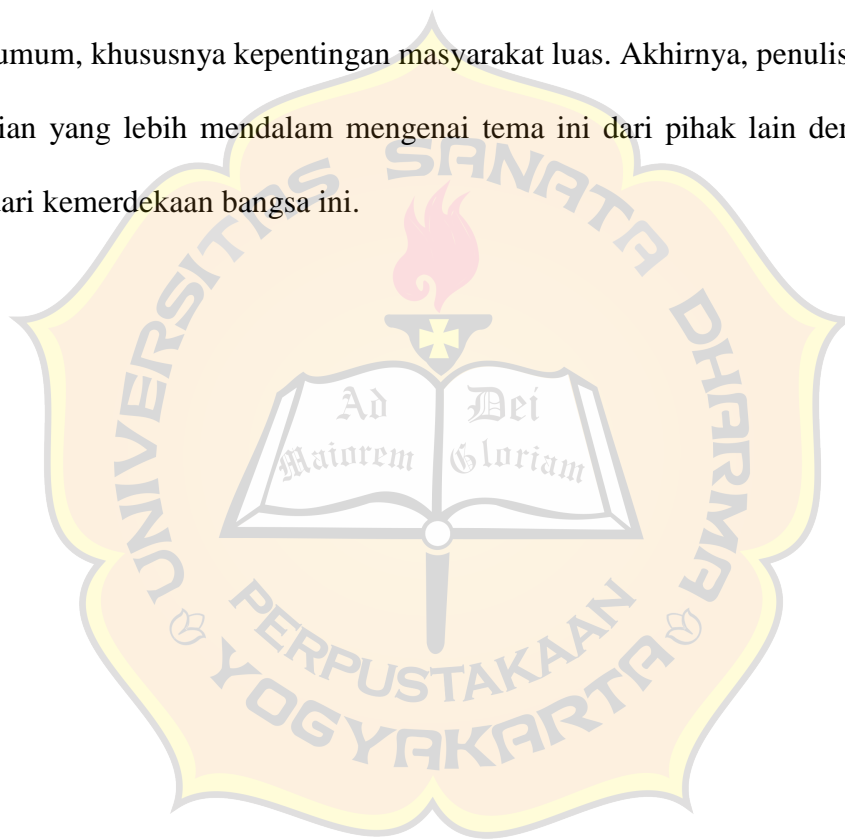 umum, khususnya kepentingan masyarakat luas. Akhirnya, penulis
ian yang lebih mendalam mengenai tema ini dari pihak lain
ari kemerdekaan bangsa ini.
UNIVERSITAS SANATA DHARMA
Ad Dei
Maiorem Gloriam
PERPUSTAKAAN
YOGYAKARTA